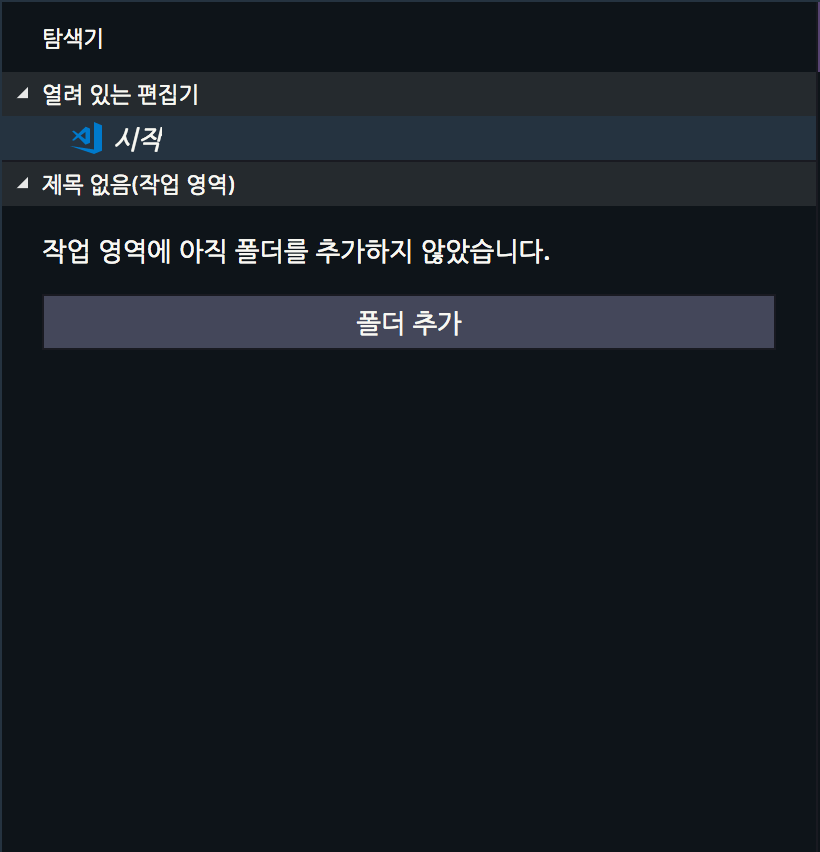 탐색기
열려 있는 편집기
시작
제목 없음(작업 영역)
작업 영역에 아직 폴더를 추가하지 않았습니다.
폴더 추가